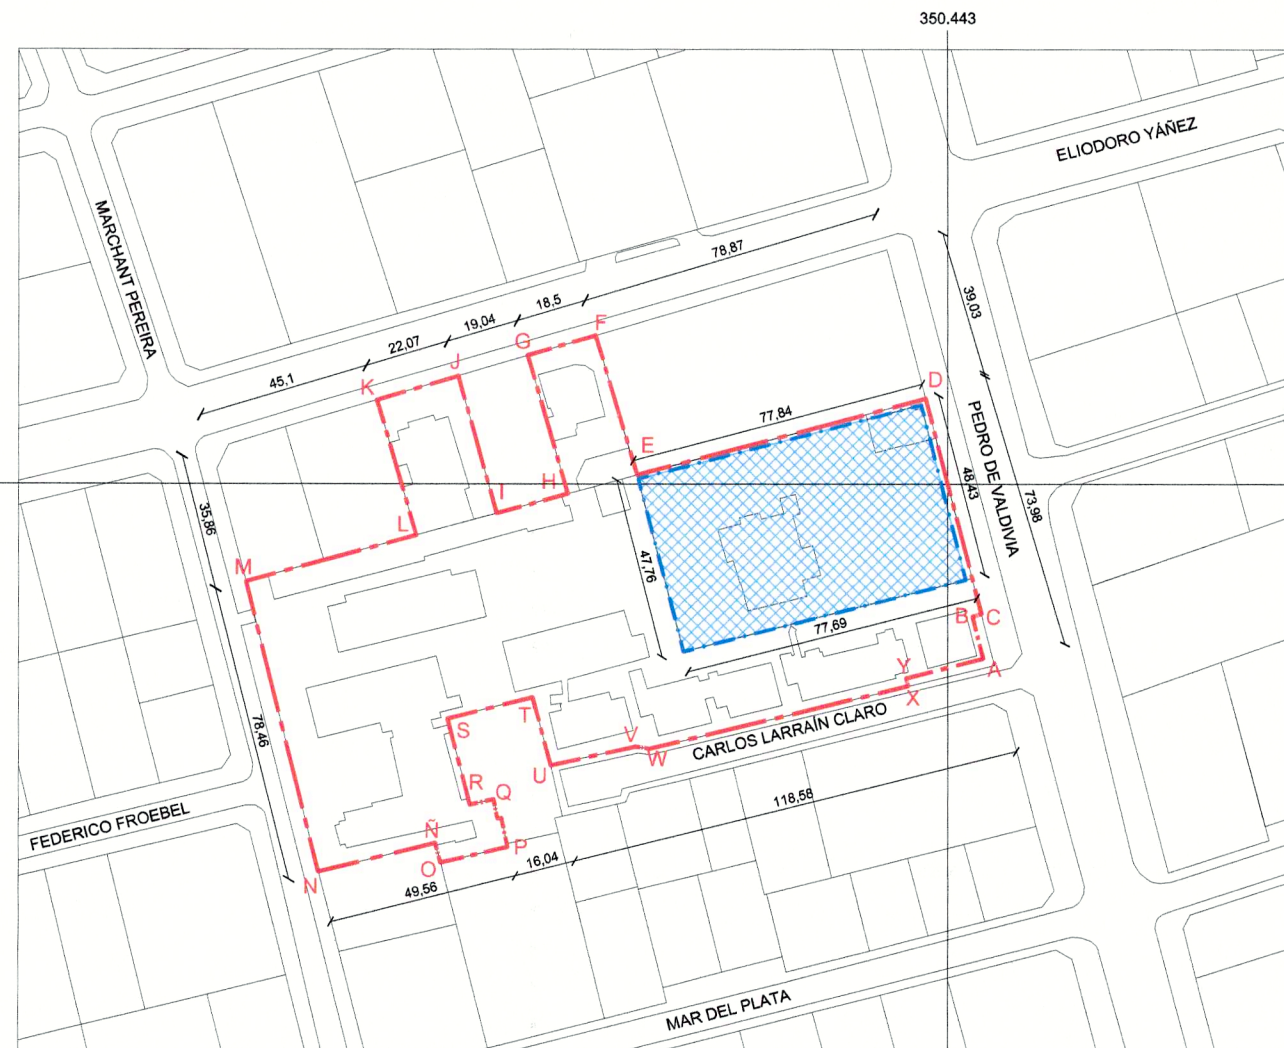 350.443
ELIODORO YÁÑEZ
MARCHANT PEREIRA
78,87
39,03
18,5
19,04
22,07
45,1
F
G
J
K
D
77,84
PEDRO DE VALDIVIA
E
H
I
L
48,43
73,98
35,86
M
47,76
B
C
77,69
A
Y
X
S
T
V
W
U
CARLOS LARRAÍN CLARO
78,46
R
Q
118,58
FEDERICO FROEBEL
Ñ
P
O
16,04
N
49,56
MAR DEL PLATA